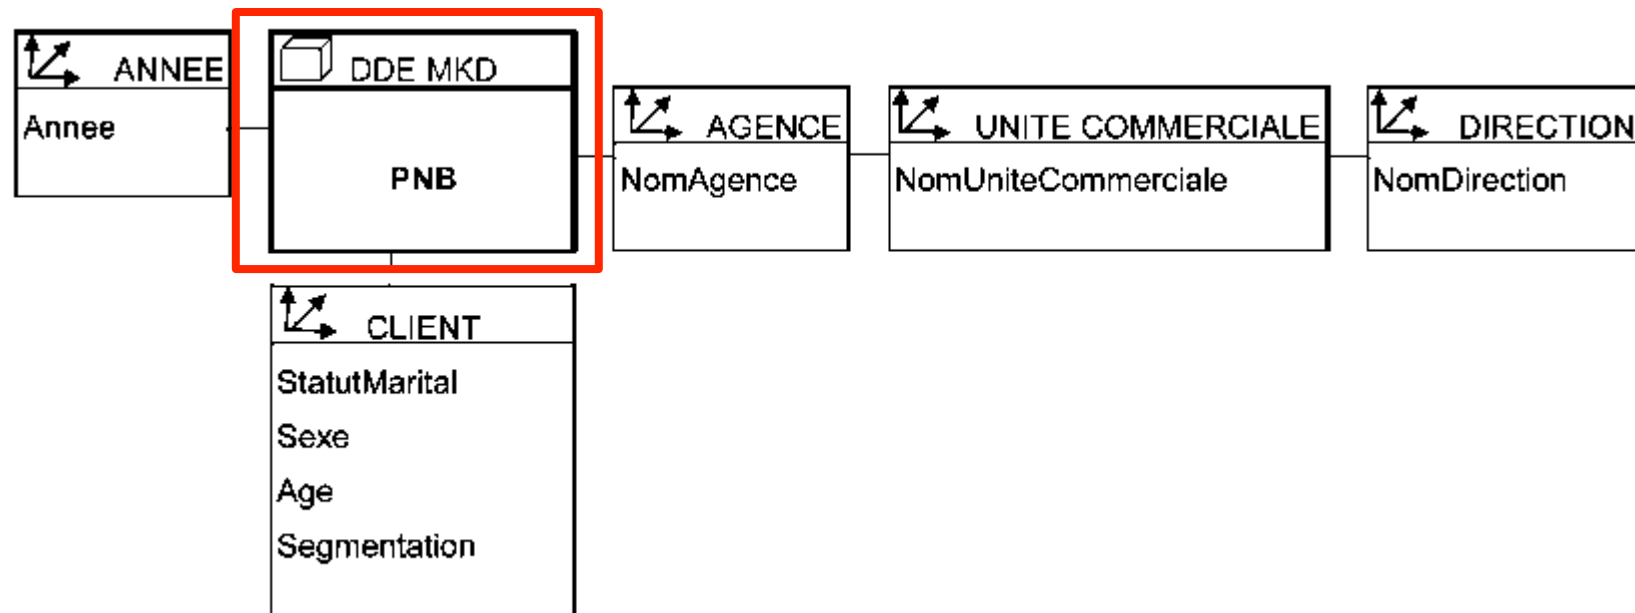 ANNEE
Annee
DDE MKD
PNB
AGENCE
NomAgence
UNITE COMMERCIALE
NomUniteCommerciale
DIRECTION
NomDirection
CLIENT
StatutMarital
Sexe
Age
Segmentation